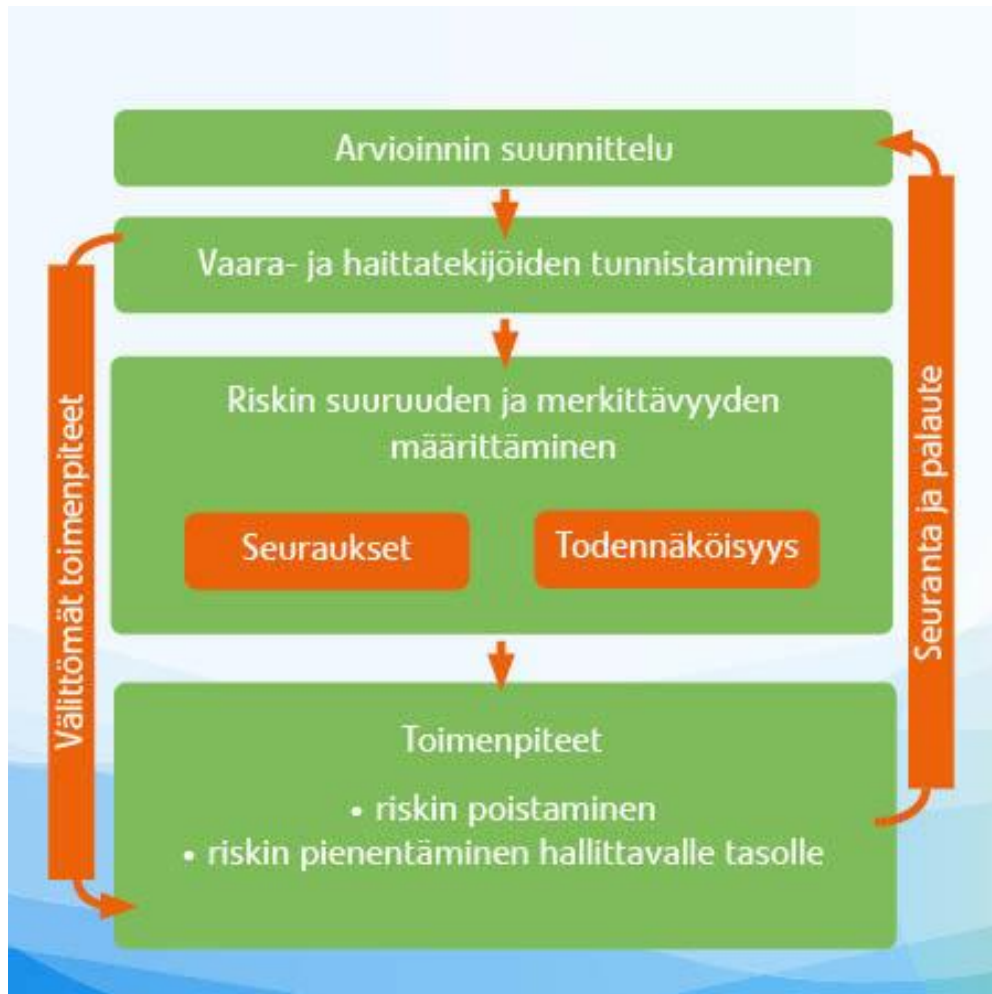 Arvioinnin suunnittelu
Vaara- ja haittatekijöiden tunnistaminen
Riskin suuruuden ja merkittävyyden
määrittäminen
Seuraukset
Todennäköisyys
Toimenpiteet
• riskin poistaminen
• riskin pienentäminen hallittavalle tasolle
Välittömät toimenpiteet
Seuranta ja palaute